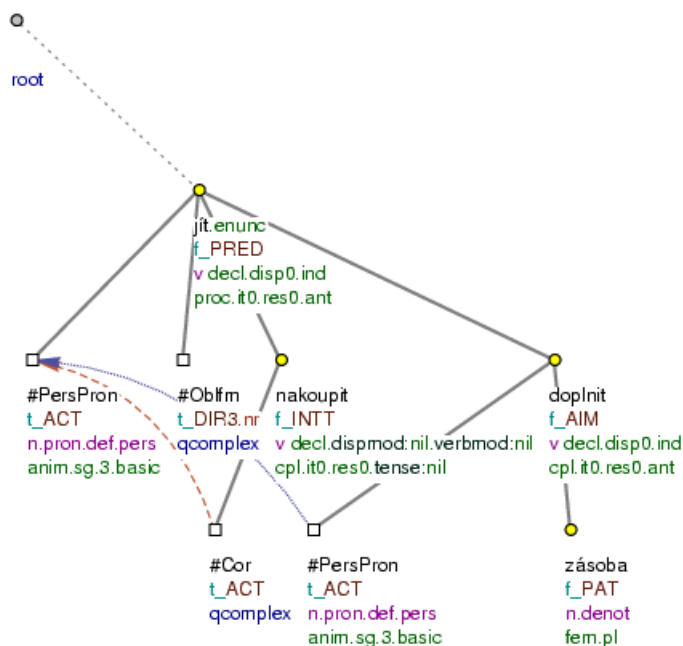 root
jít.enunc
f_PRED
v decl.disp0.ind
proc.it0.res0.ant
#PersPron
t_ACT
n.pron.def.pers
anim.sg.3.basic
#Oblfm
t_DIR3.nr
qcomplex
nakoupit
f_INTT
v decl.dispmod:nil.verbmod:nil
cpl.it0.res0.tense:nil
doplnit
f_AIM
v decl.disp0.ind
cpl.it0.res0.ant
#Cor
t_ACT
qcomplex
#PersPron
t_ACT
n.pron.def.pers
anim.sg.3.basic
zásoba
f_PAT
n.denot
fem.pl